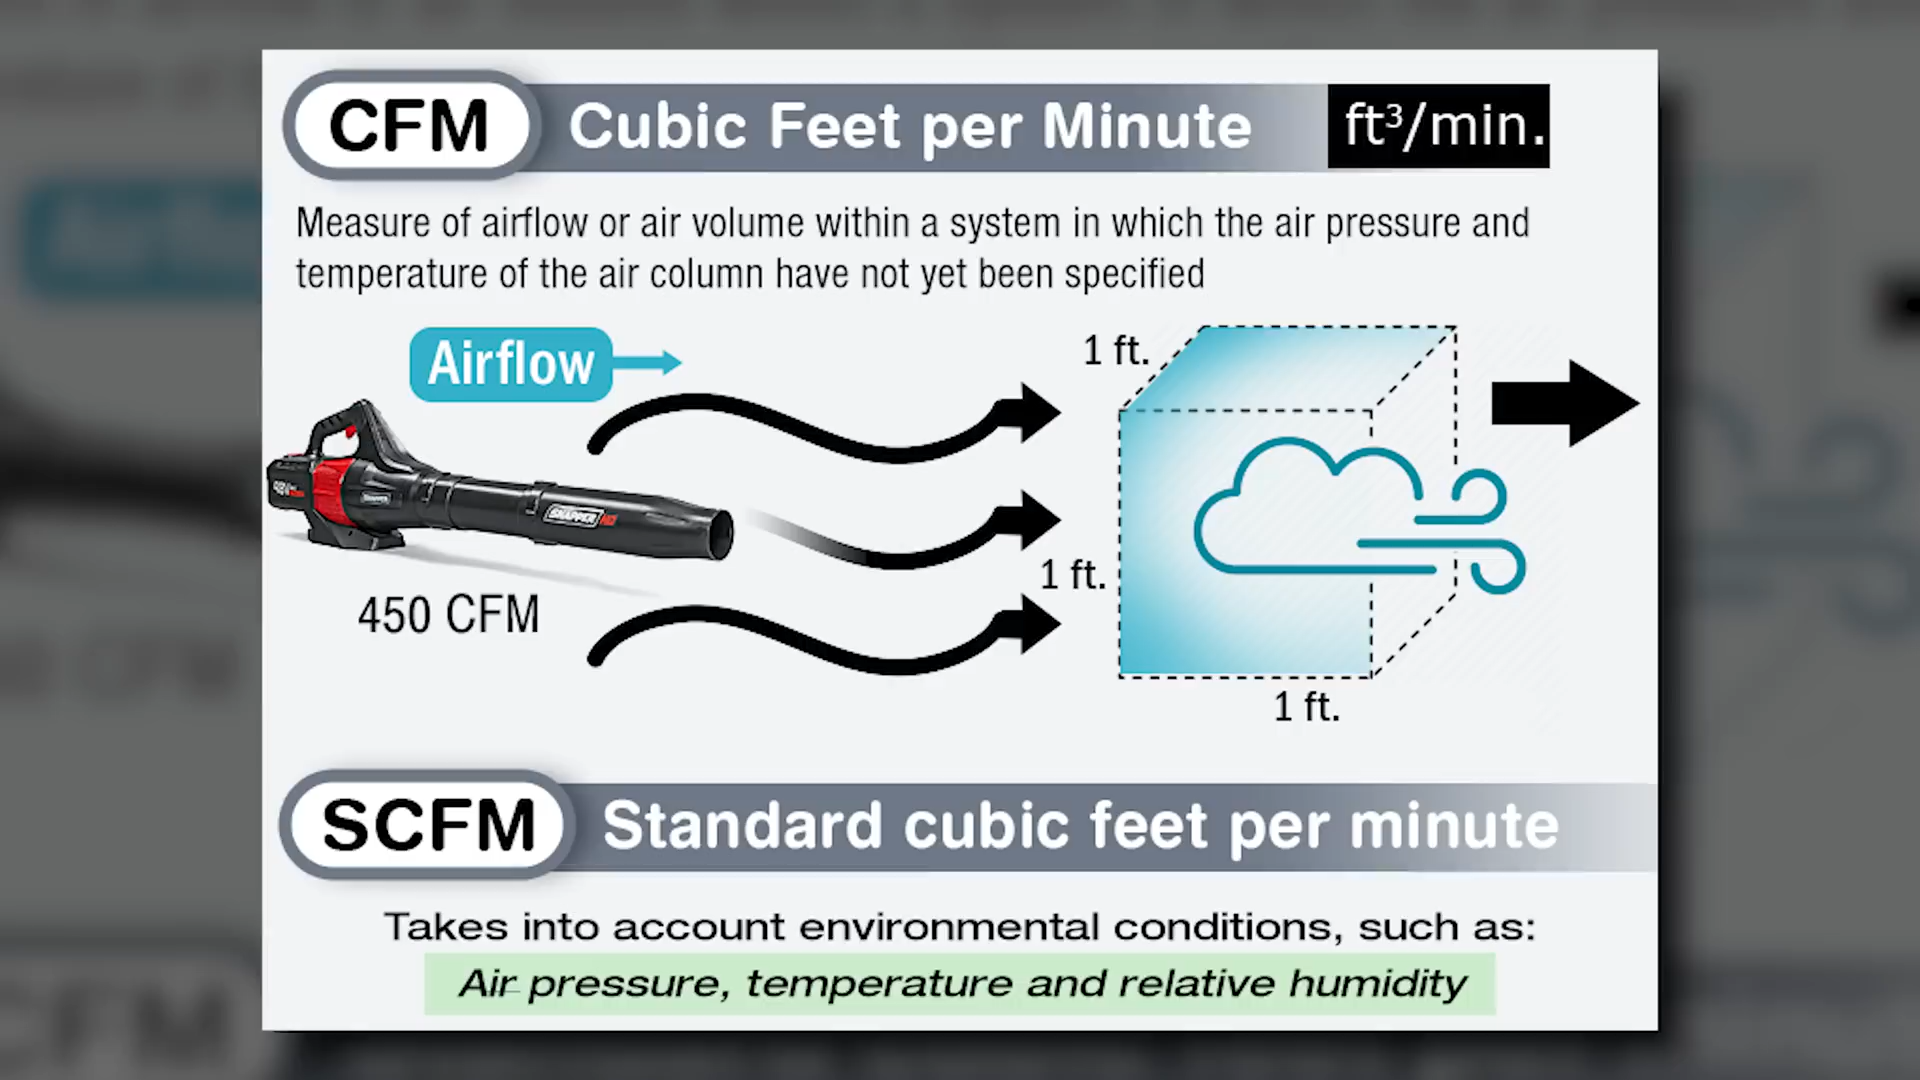 CFM Cubic Feet per Minute ft³/min.
Measure of airflow or air volume within a system in which the air pressure and
temperature of the air column have not yet been specified
Airflow
1 ft.
SNAPPER HD
1 ft.
450 CFM
1 ft.
SCFM Standard cubic feet per minute
Takes into account environmental conditions, such as:
Air pressure, temperature and relative humidity